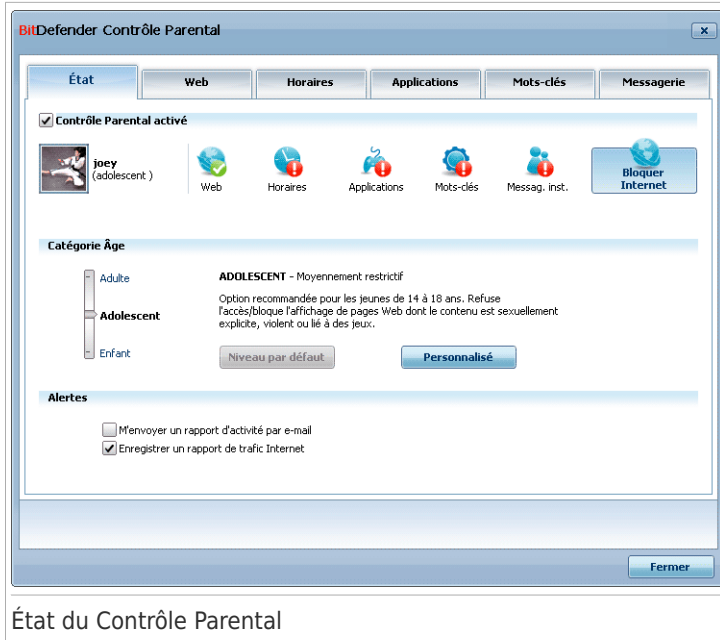 BitDefender Contrôle Parental
État
Web
Horaires
Applications
Mots-clés
Messagerie
Contrôle Parental activé
joey
(adolescent )
Web
Horaires
Applications
Mots-clés
Messag. inst.
Bloquer
Internet
Catégorie Âge
Adulte
Adolescent
Enfant
ADOLESCENT - Moyennement restrictif
Option recommandée pour les jeunes de 14 à 18 ans. Refuse
l'accès/bloque l'affichage de pages Web dont le contenu est sexuellement
explicite, violent ou lié à des jeux.
Niveau par défaut
Personnalisé
Alertes
M'envoyer un rapport d'activité par e-mail
Enregistrer un rapport de trafic Internet
Fermer
État du Contrôle Parental